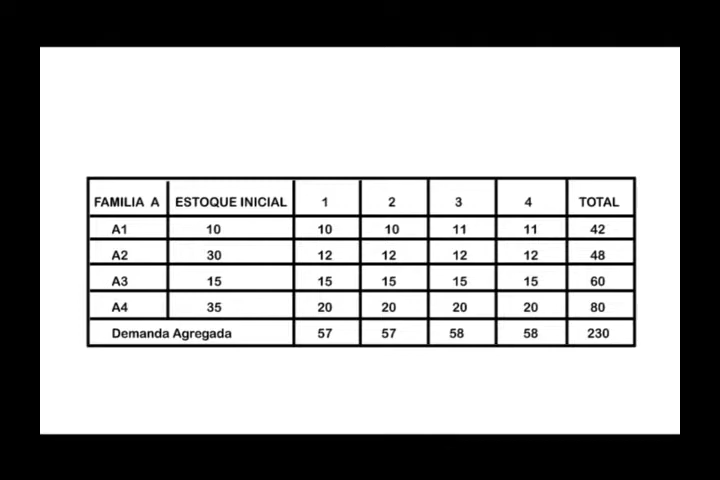 FAMILIA A ESTOQUE INICIAL 1 2 3 4 TOTAL
A1 10 10 10 11 11 42
A2 30 12 12 12 12 48
A3 15 15 15 15 15 60
A4 35 20 20 20 20 80
Demanda Agregada 57 57 58 58 230